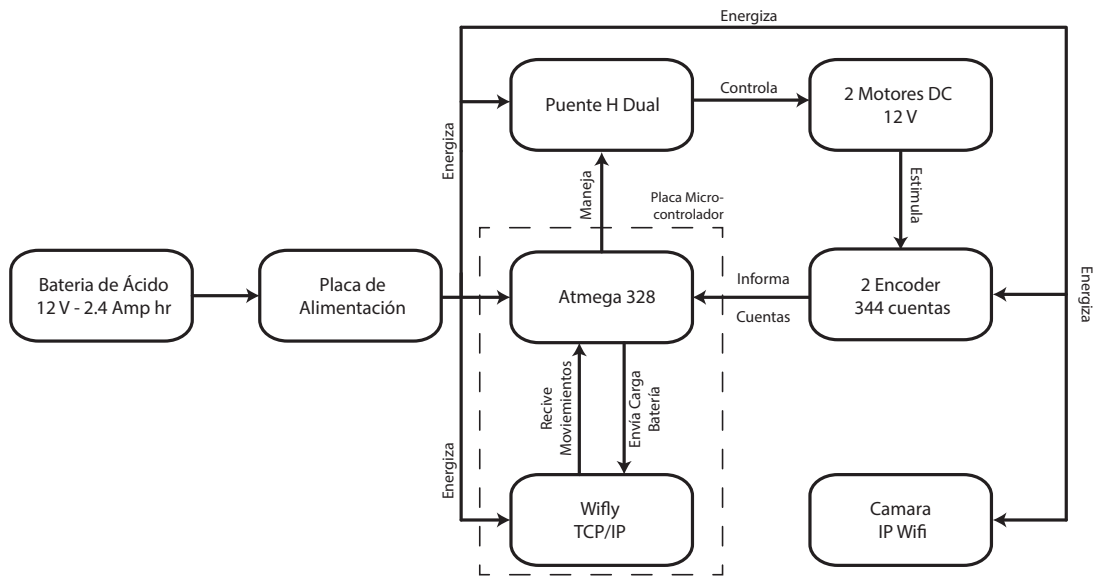 Energiza
Puente H Dual
Controla
2 Motores DC
12 V
Energiza
Maneja
Placa Micro-
controlador
Estimula
Bateria de Ácido
12 V - 2.4 Amp hr
Placa de
Alimentación
Atmega 328
Informa
Cuentas
2 Encoder
344 cuentas
Energiza
Recive
Moviemientos
Envía Carga
Batería
Energiza
Wifly
TCP/IP
Camara
IP Wifi